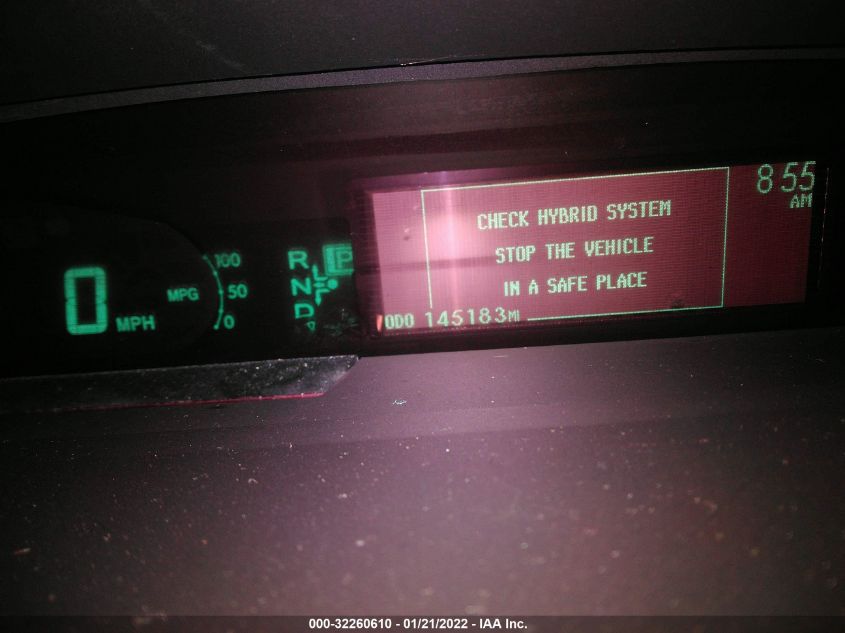 8:55
AM
CHECK HYBRID SYSTEM
STOP THE VEHICLE
IN A SAFE PLACE
ODO 145183 MI
0 MPH
MPG
100
50
0
R
P
N
D
000-32260610 - 01/21/2022 - IAA Inc.